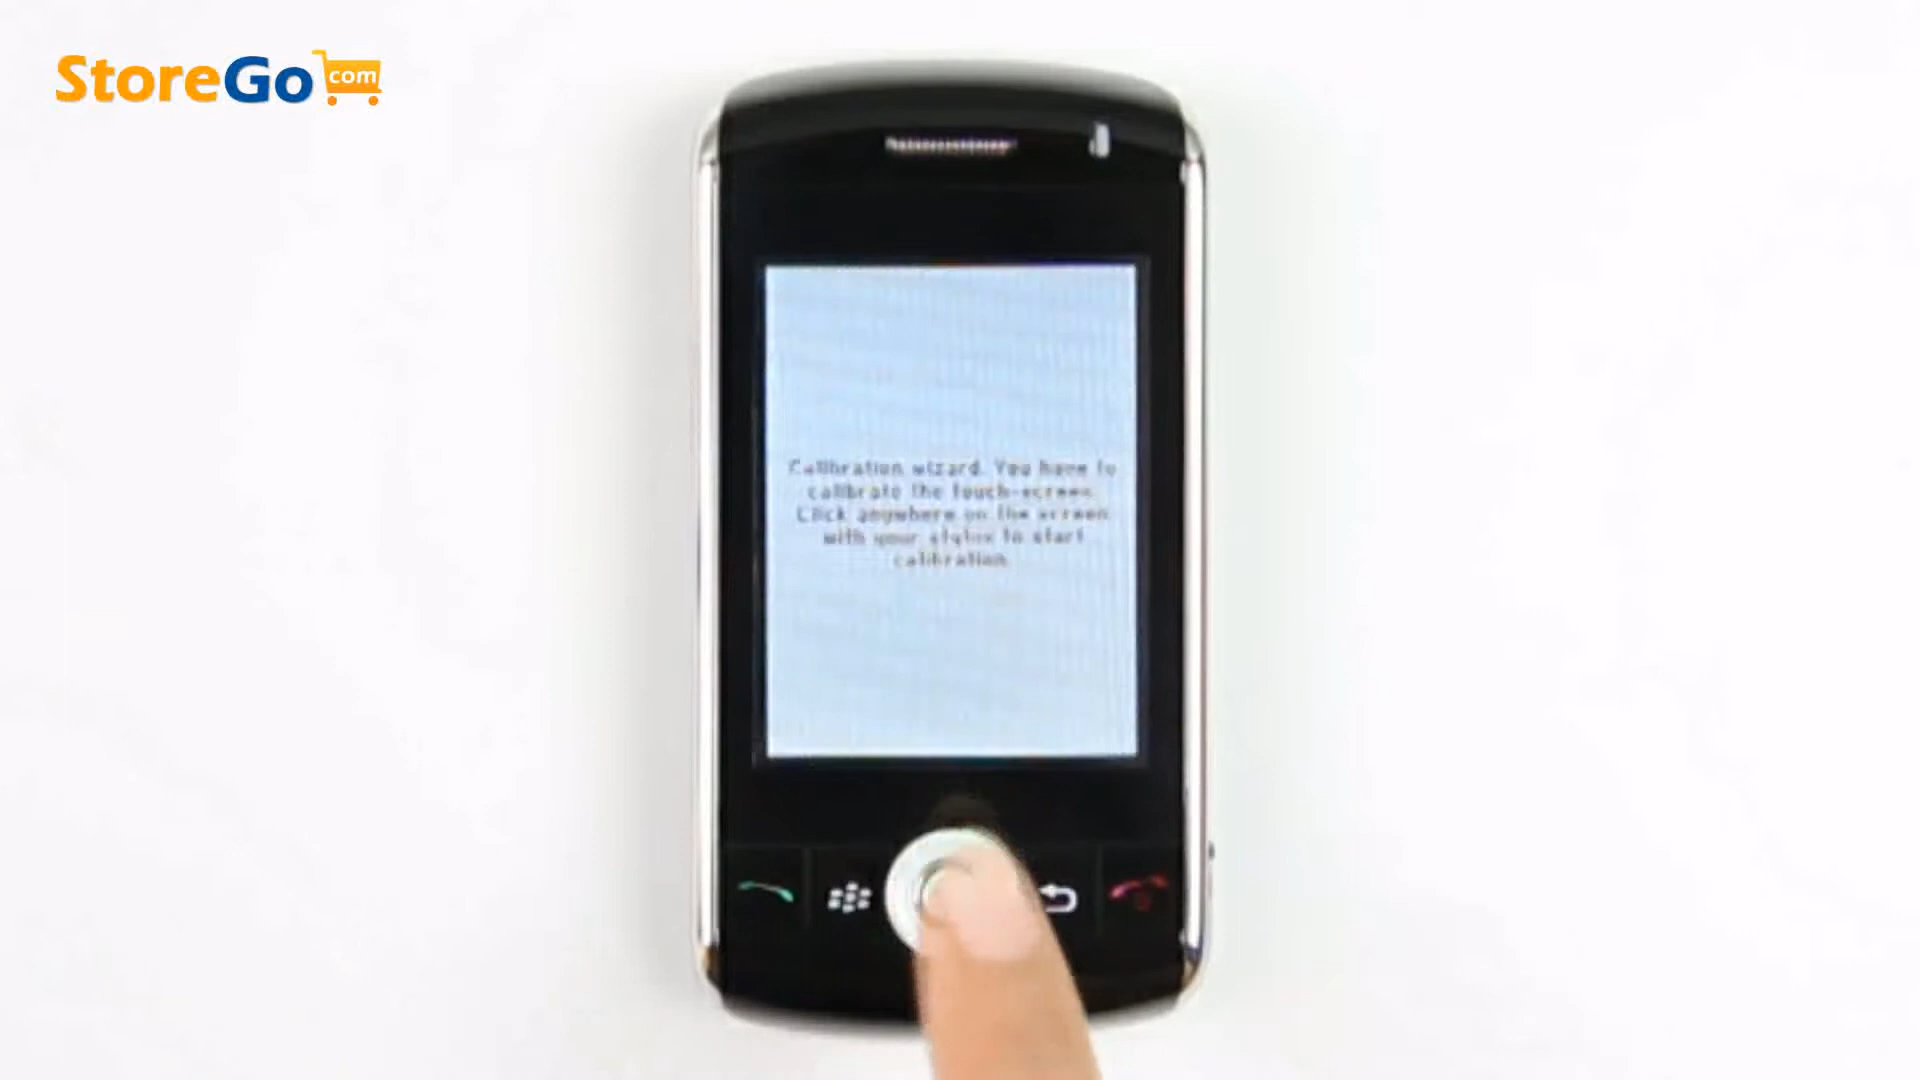 StoreGo com
Calibration wizard. You have to
calibrate the touch-screen.
Click anywhere on the screen
with your stylus to start
calibration.